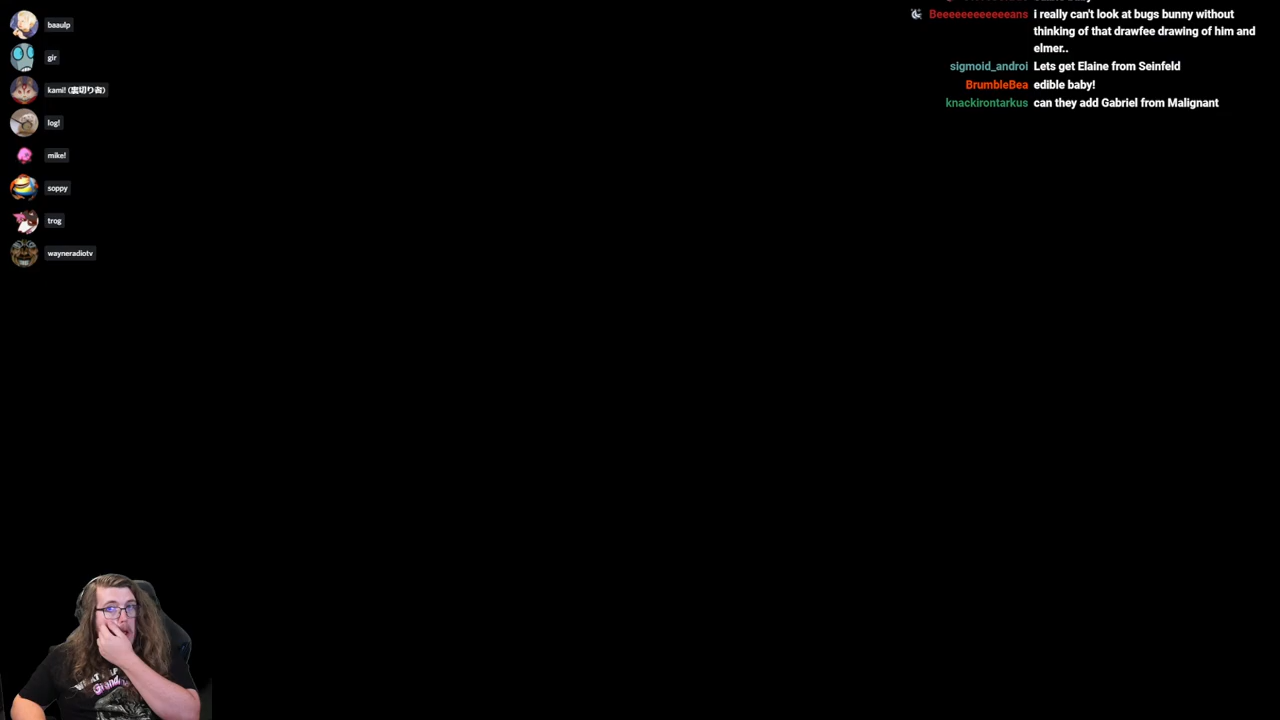 baaulp
glr
kami! (裏切り者)
log!
mike!
soppy
trog
wayneradiotv
Beeeeeeeeeeeeans i really can't look at bugs bunny without
thinking of that drawfee drawing of him and
elmer..
sigmoid_androi Lets get Elaine from Seinfeld
BrumbleBea edible baby!
knackirontarkus can they add Gabriel from Malignant